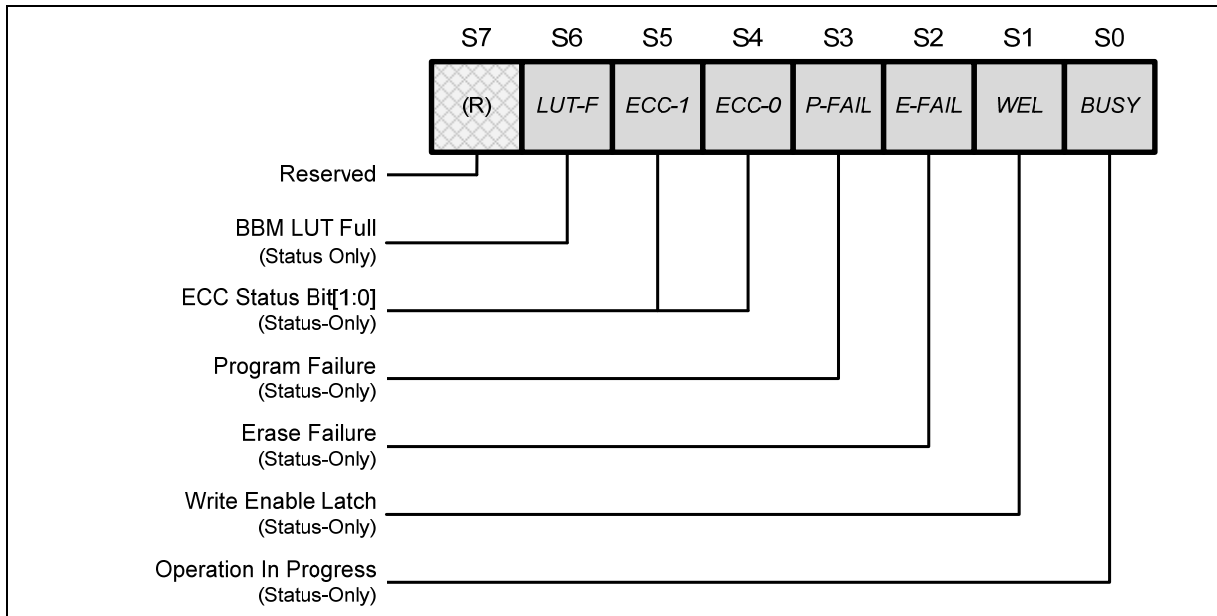 S7 S6 S5 S4 S3 S2 S1 S0
(R) LUT-F ECC-1 ECC-0 P-FAIL E-FAIL WEL BUSY
Reserved
BBM LUT Full
(Status Only)
ECC Status Bit[1:0]
(Status-Only)
Program Failure
(Status-Only)
Erase Failure
(Status-Only)
Write Enable Latch
(Status-Only)
Operation In Progress
(Status-Only)